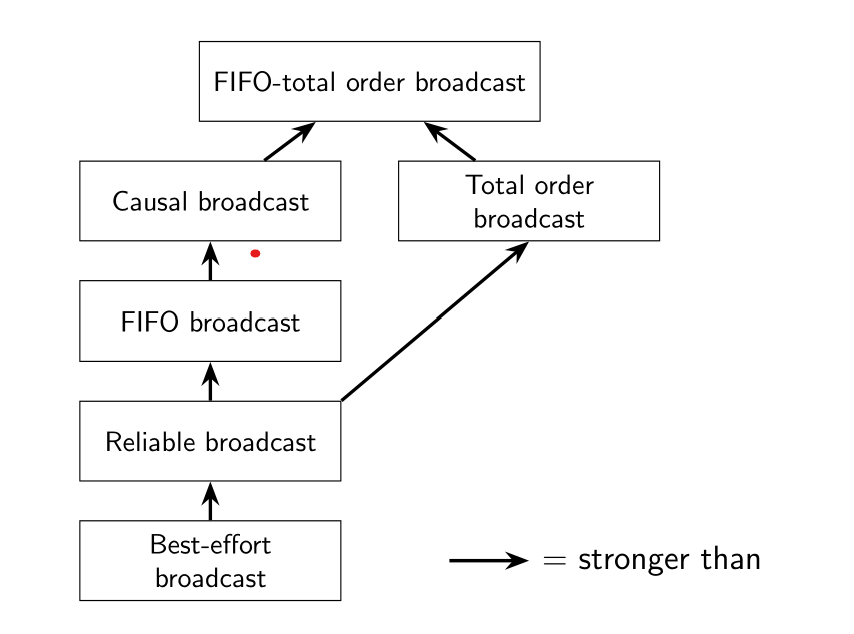 FIFO-total order broadcast
Causal broadcast
Total order
broadcast
FIFO broadcast
Reliable broadcast
Best-effort
broadcast
= stronger than